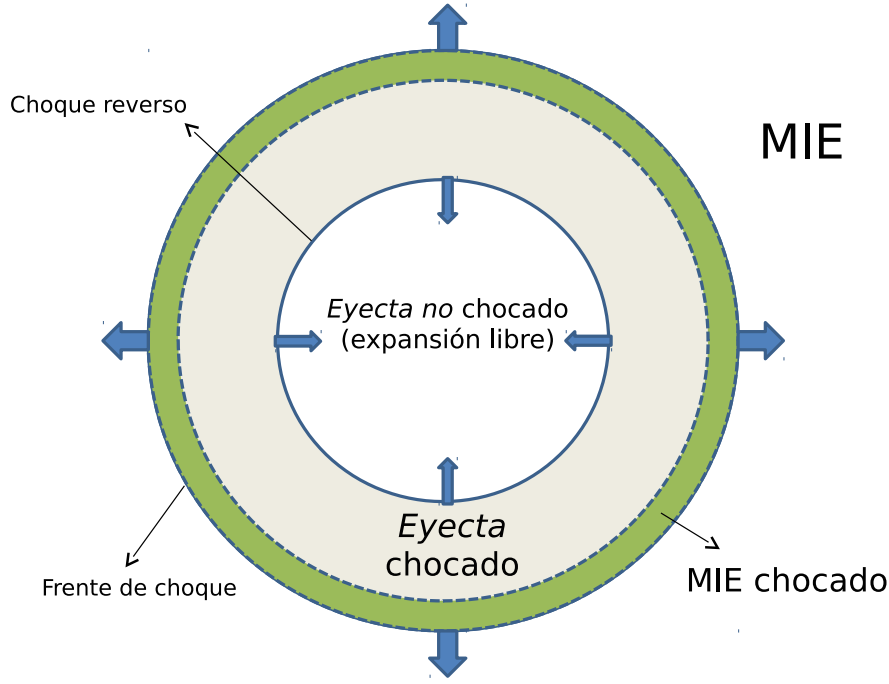 Choque reverso
MIE
Eyecta no chocado
(expansión libre)
Eyecta
chocado
MIE chocado
Frente de choque